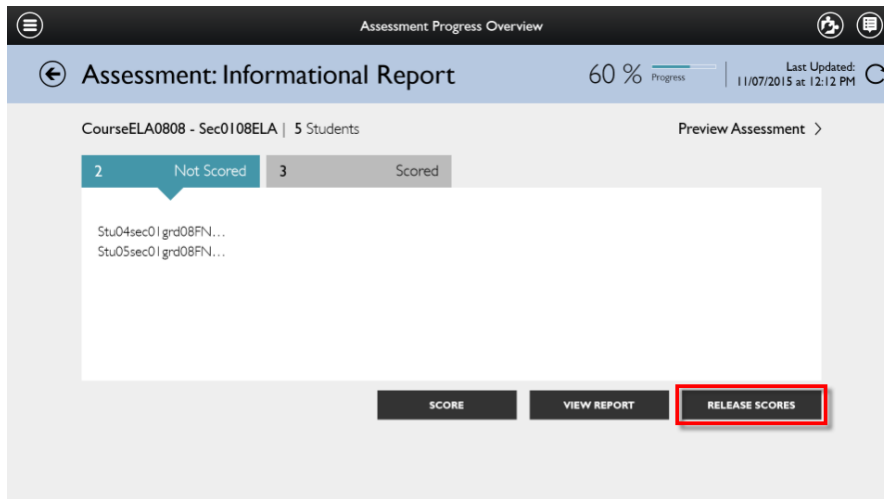 Assessment Progress Overview
Assessment: Informational Report
60 % Progress
Last Updated:
11/07/2015 at 12:12 PM
CourseELA0808 - Sec0108ELA | 5 Students
Preview Assessment >
2 Not Scored
3 Scored
Stu04sec01grd08FN...
Stu05sec01grd08FN...
SCORE
VIEW REPORT
RELEASE SCORES